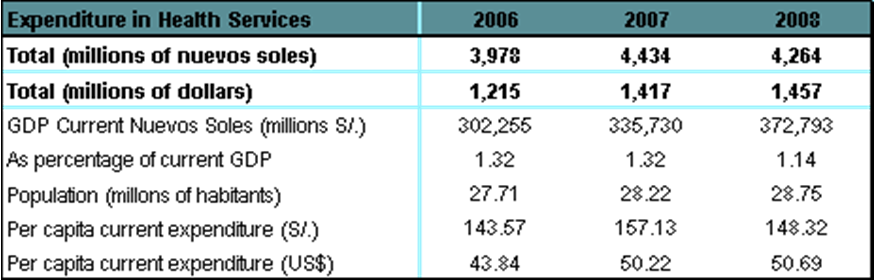 Expenditure in Health Services 2006 2007 2008
Total (millions of nuevos soles) 3,978 4,434 4,264
Total (millions of dollars) 1,215 1,417 1,457
GDP Current Nuevos Soles (millions S/.) 302,255 335,730 372,793
As percentage of current GDP 1.32 1.32 1.14
Population (millons of habitants) 27.71 28.22 28.75
Per capita current expenditure (S/.) 143.57 157.13 148.32
Per capita current expenditure (US$) 43.84 50.22 50.69